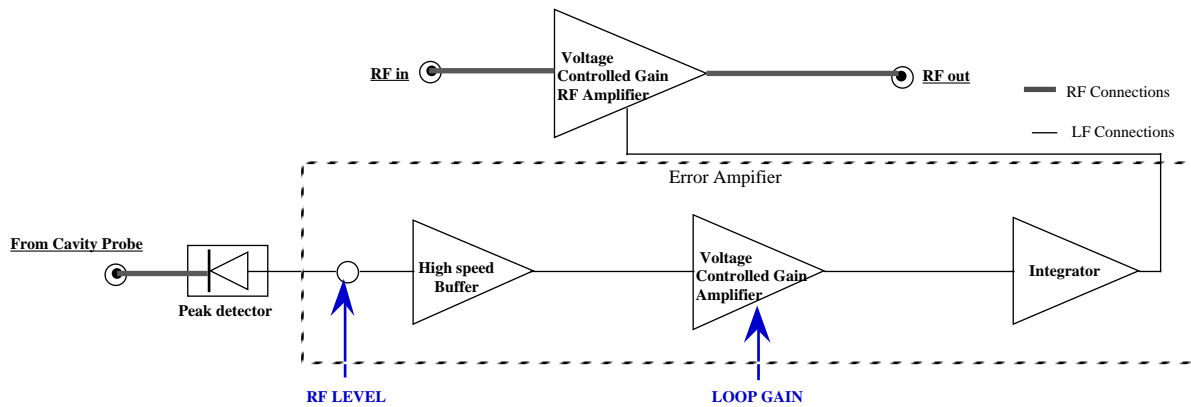 Voltage
Controlled Gain
RF Amplifier
RF in
RF out
RF Connections
LF Connections
Error Ampifier
From Cavity Probe
High speed
Buffer
Voltage
Controlled Gain
Amplifier
Integrator
Peak detector
RF LEVEL
LOOP GAIN